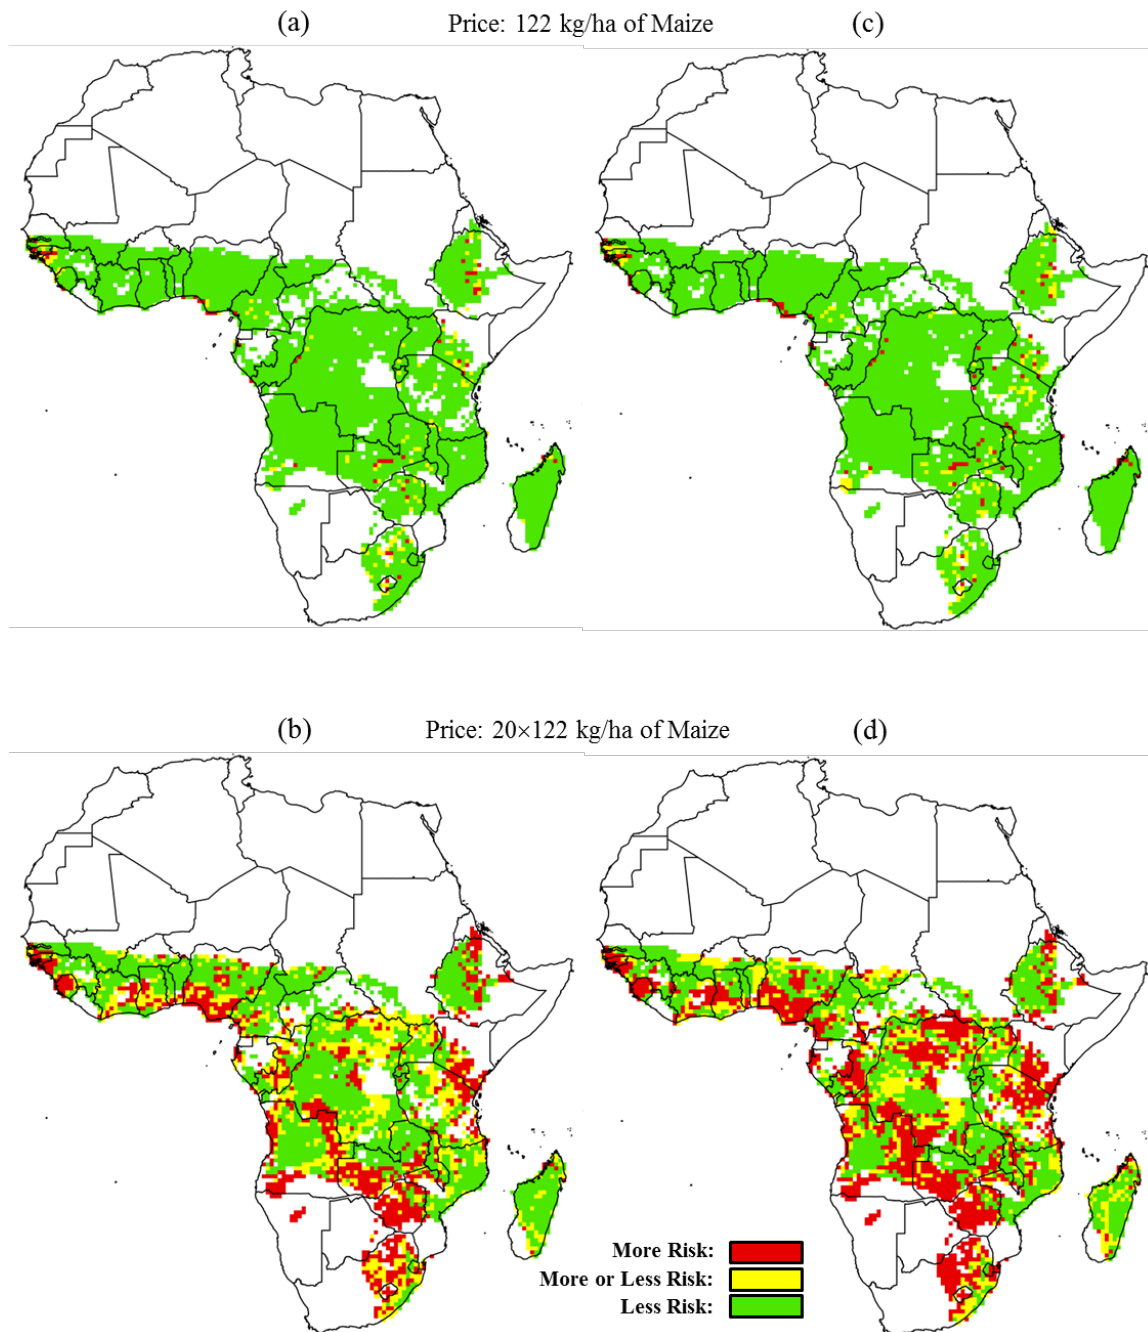 (a) Price: 122 kg/ha of Maize (c)
(b) Price: 20×122 kg/ha of Maize (d)
More Risk:
More or Less Risk:
Less Risk: